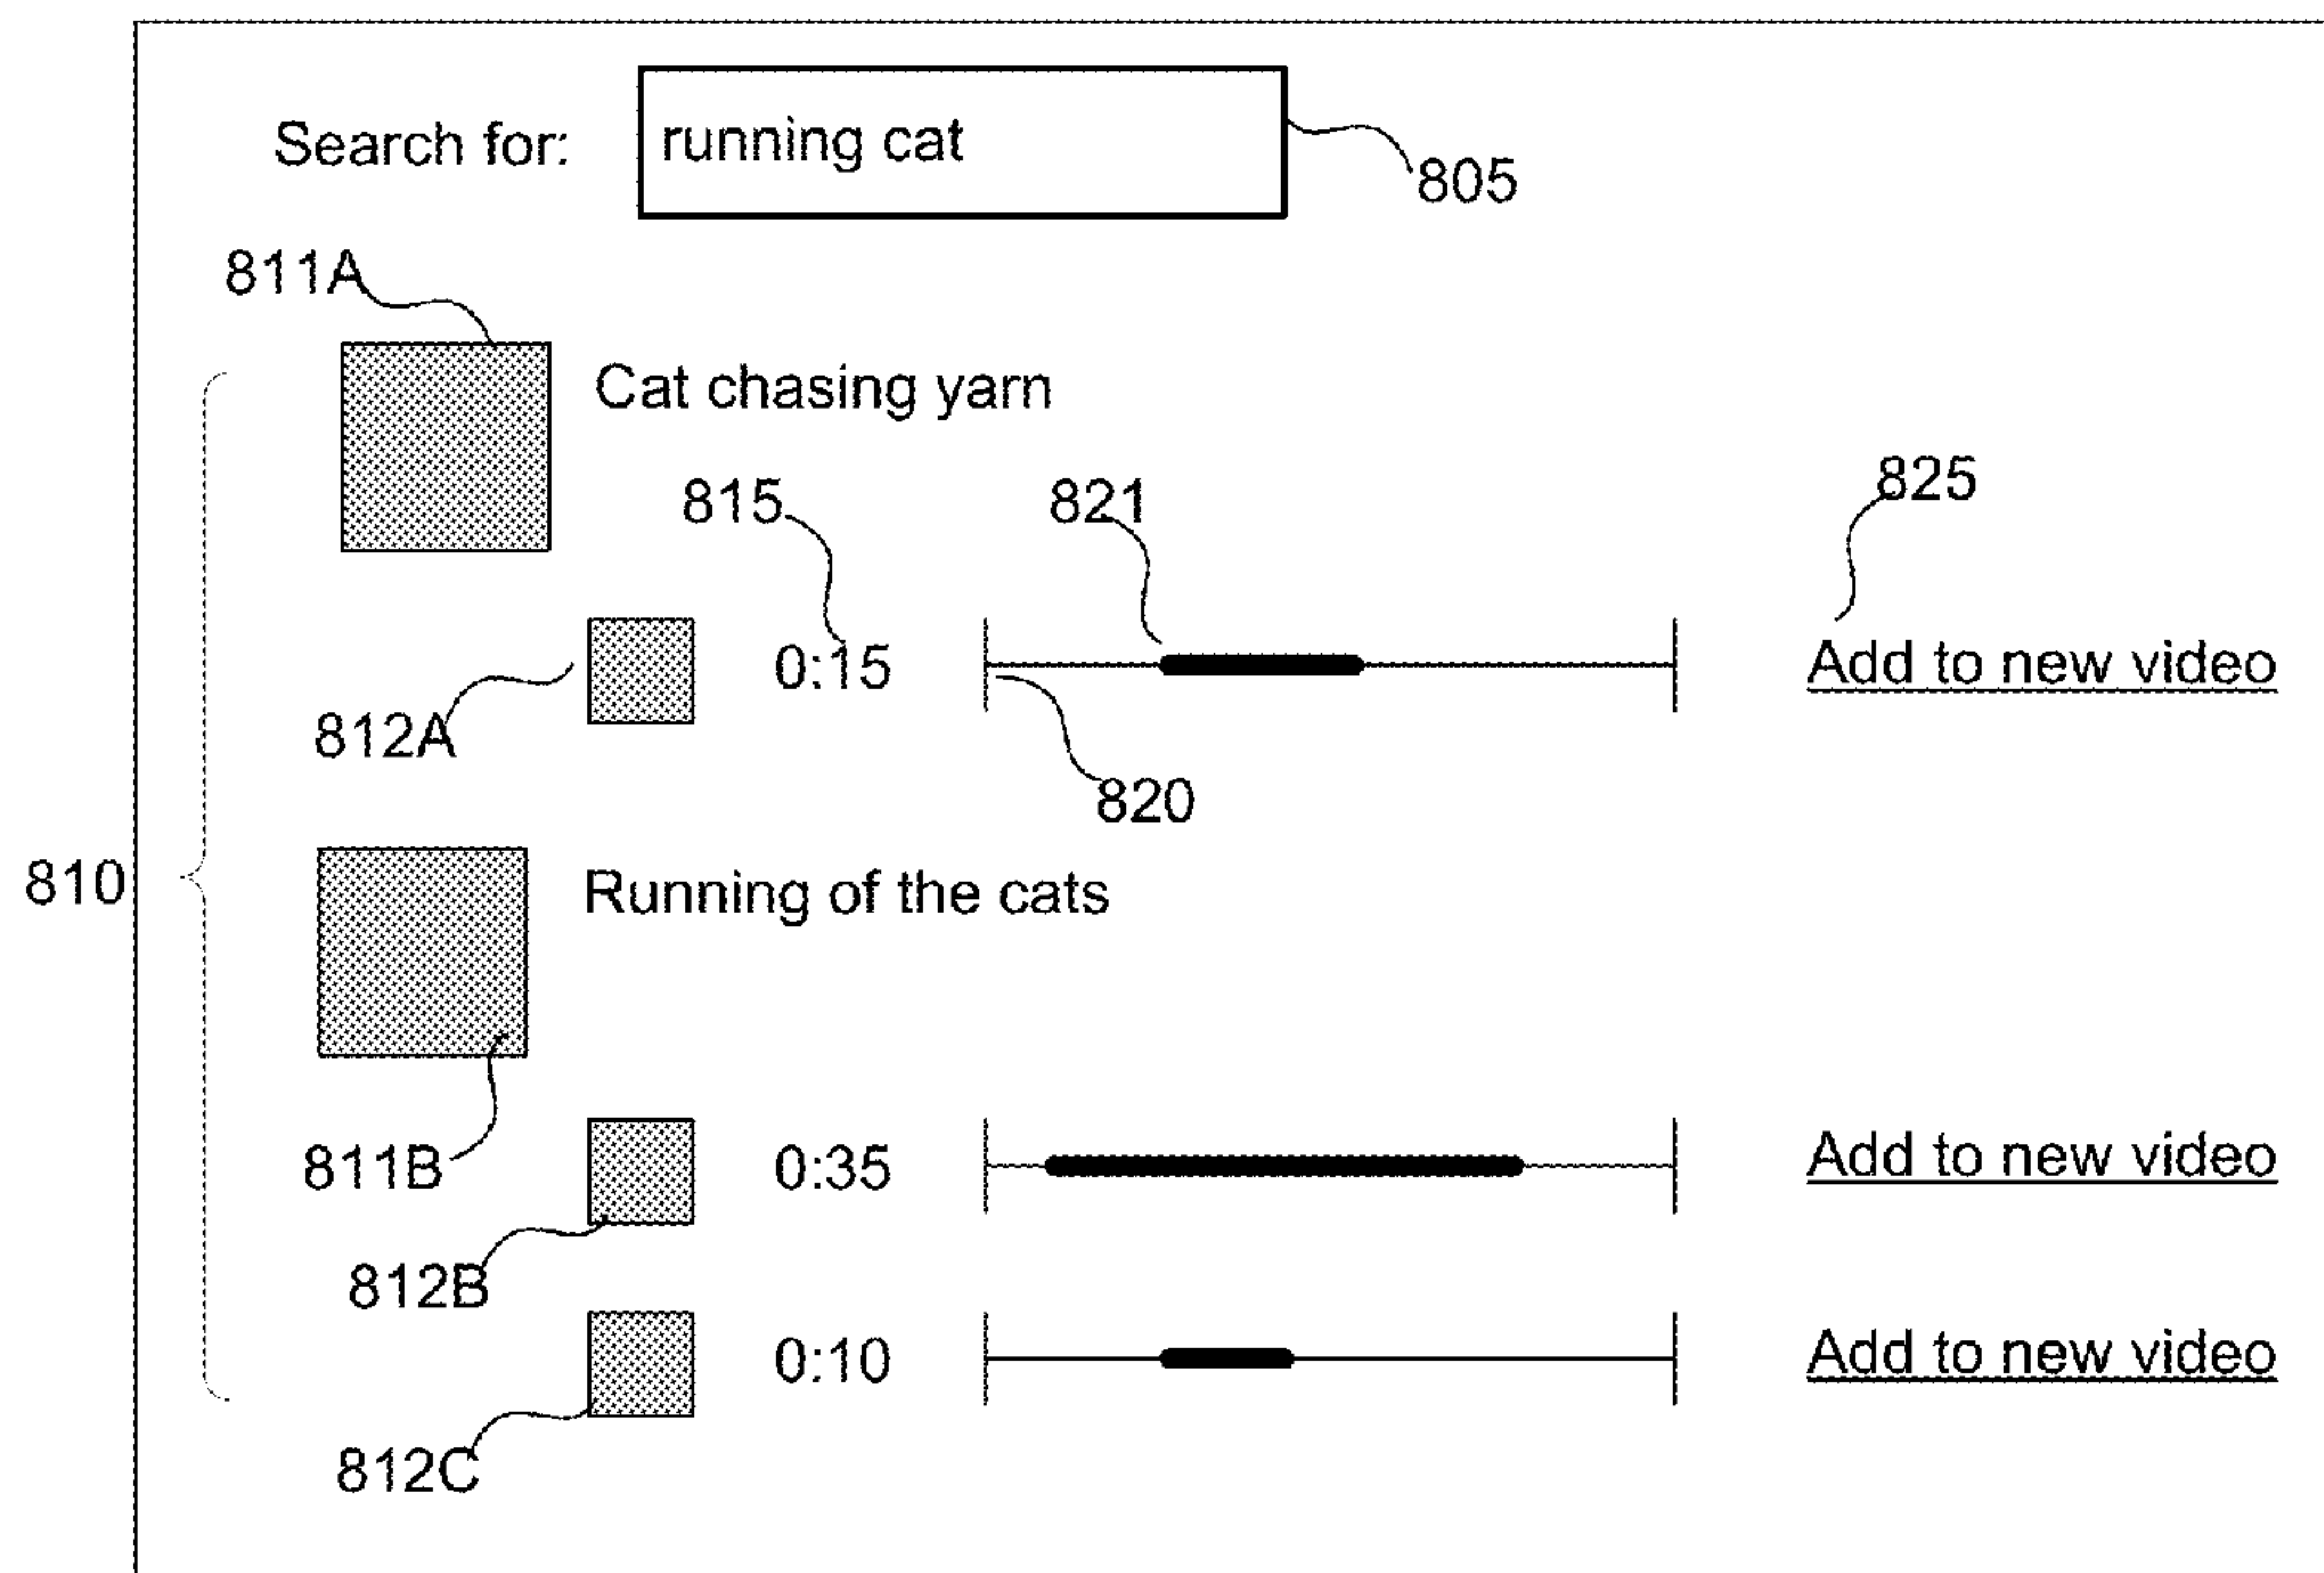 Search for: running cat
805
811A
Cat chasing yarn
815 821 825
0:15 Add to new video
812A
820
810 Running of the cats
811B 0:35 Add to new video
812B
0:10 Add to new video
812C